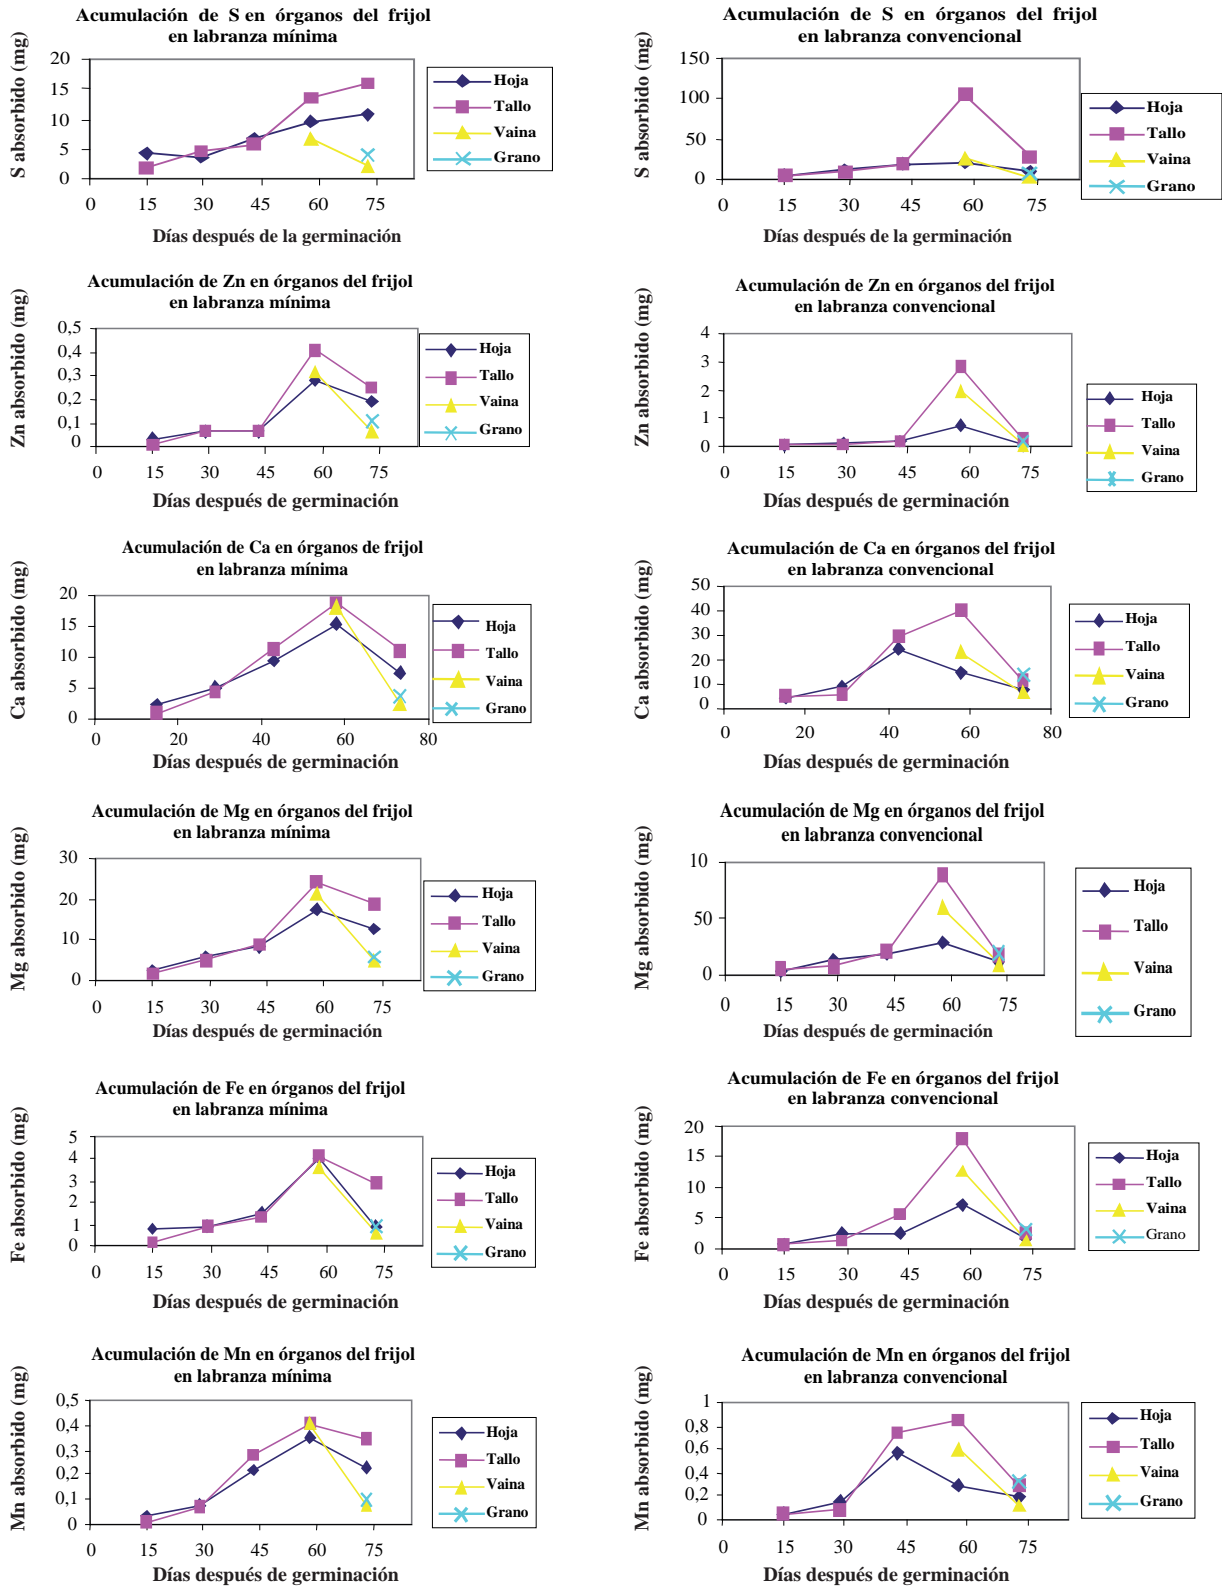 Acumulación de S en órganos del frijol
en labranza mínima
S absorbido (mg)
20
15
10
5
0
0 15 30 45 60 75
Días después de la germinación
Hoja
Tallo
Vaina
Grano
Acumulación de S en órganos del frijol
en labranza convencional
S absorbido (mg)
150
100
50
0
0 15 30 45 60 75
Días después de la germinación
Hoja
Tallo
Vaina
Grano
Acumulación de Zn en órganos del frijol
en labranza mínima
Zn absorbido (mg)
0,5
0,4
0,3
0,2
0,1
0
0 15 30 45 60 75
Días después de germinación
Hoja
Tallo
Vaina
Grano
Acumulación de Zn en órganos del frijol
en labranza convencional
Zn absorbido (mg)
4
3
2
1
0
0 15 30 45 60 75
Días después de germinación
Hoja
Tallo
Vaina
Grano
Acumulación de Ca en órganos de frijol
en labranza mínima
Ca absorbido (mg)
20
15
10
5
0
0 20 40 60 80
Días después de germinación
Hoja
Tallo
Vaina
Grano
Acumulación de Ca en órganos del frijol
en labranza convencional
Ca absorbido (mg)
50
40
30
20
10
0
0 20 40 60 80
Días después de germinación
Hoja
Tallo
Vaina
Grano
Acumulación de Mg en órganos del frijol
en labranza mínima
Mg absorbido (mg)
30
20
10
0
0 15 30 45 60 75
Días después de germinación
Hoja
Tallo
Vaina
Grano
Acumulación de Mg en órganos del frijol
en labranza convencional
Mg absorbido (mg)
10
50
0
0 15 30 45 60 75
Días después de germinación
Hoja
Tallo
Vaina
Grano
Acumulación de Fe en órganos del frijol
en labranza mínima
Fe absorbido (mg)
5
4
3
2
1
0
0 15 30 45 60 75
Días después de germinación
Hoja
Tallo
Vaina
Grano
Acumulación de Fe en órganos del frijol
en labranza convencional
Fe absorbido (mg)
20
15
10
5
0
0 15 30 45 60 75
Días después de germinación
Hoja
Tallo
Vaina
Grano
Acumulación de Mn en órganos del frijol
en labranza mínima
Mn absorbido (mg)
0,5
0,4
0,3
0,2
0,1
0
0 15 30 45 60 75
Días después de germinación
Hoja
Tallo
Vaina
Grano
Acumulación de Mn en órganos del frijol
en labranza convencional
Mn absorbido (mg)
1
0,8
0,6
0,4
0,2
0
0 15 30 45 60 75
Días después de germinación
Hoja
Tallo
Vaina
Grano